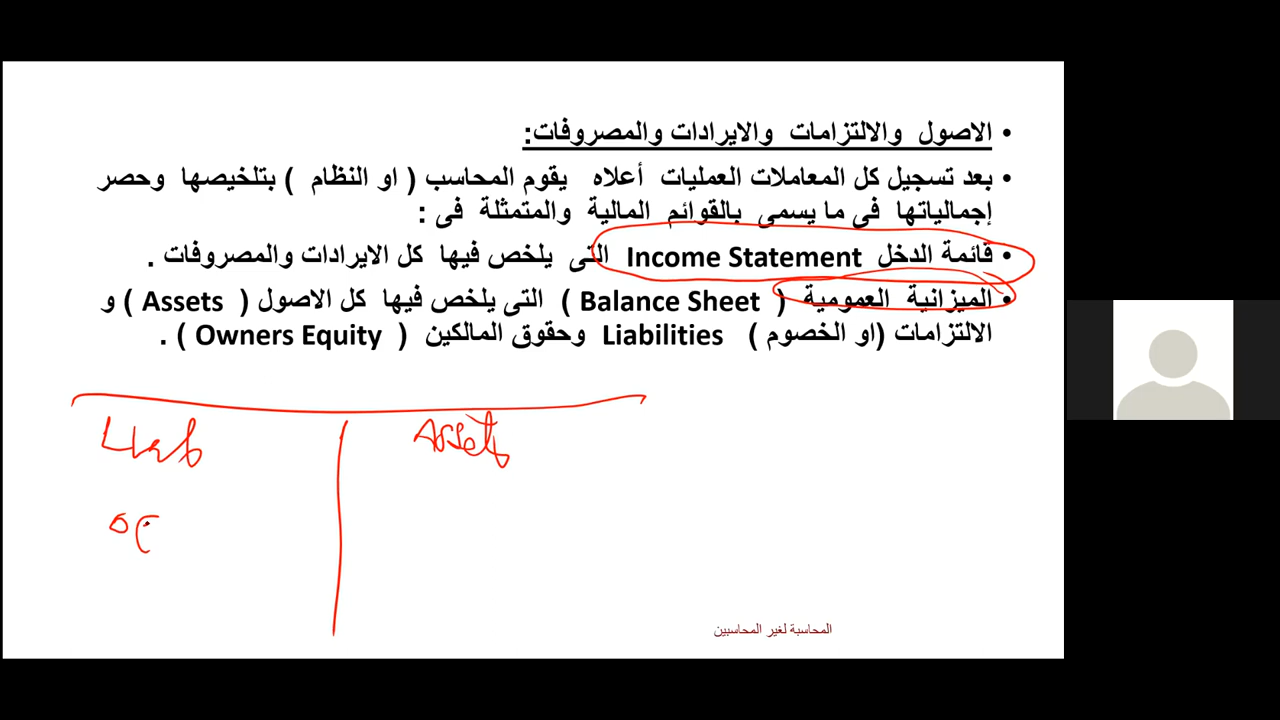 • الاصول والالتزامات والايرادات والمصروفات:
• بعد تسجيل كل المعاملات العمليات أعلاه يقوم المحاسب ( او النظام ) بتلخيصها وحصر
إجمالياتها فى ما يسمى بالقوائم المالية والمتمثلة فى :
• قائمة الدخل Income Statement التى يلخص فيها كل الايرادات والمصروفات .
• الميزانية العمومية ( Balance Sheet ) التى يلخص فيها كل الاصول ( Assets ) و
الالتزامات (او الخصوم ) Liabilities وحقوق المالكين ( Owners Equity ) .
Assets
Liab
المحاسبة لغير المحاسبين